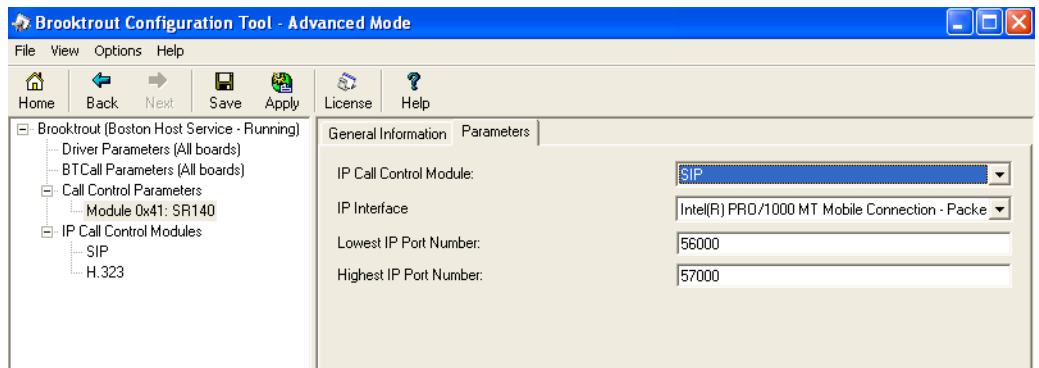 Brooktrout Configuration Tool - Advanced Mode
File View Options Help
Home Back Next Save Apply License Help
Brooktrout (Boston Host Service - Running)
Driver Parameters (All boards)
BTCall Parameters (All boards)
Call Control Parameters
Module 0x41: SR140
IP Call Control Modules
SIP
H.323
General Information Parameters
IP Call Control Module: SIP
IP Interface Intel(R) PRO/1000 MT Mobile Connection - Packe
Lowest IP Port Number: 56000
Highest IP Port Number: 57000